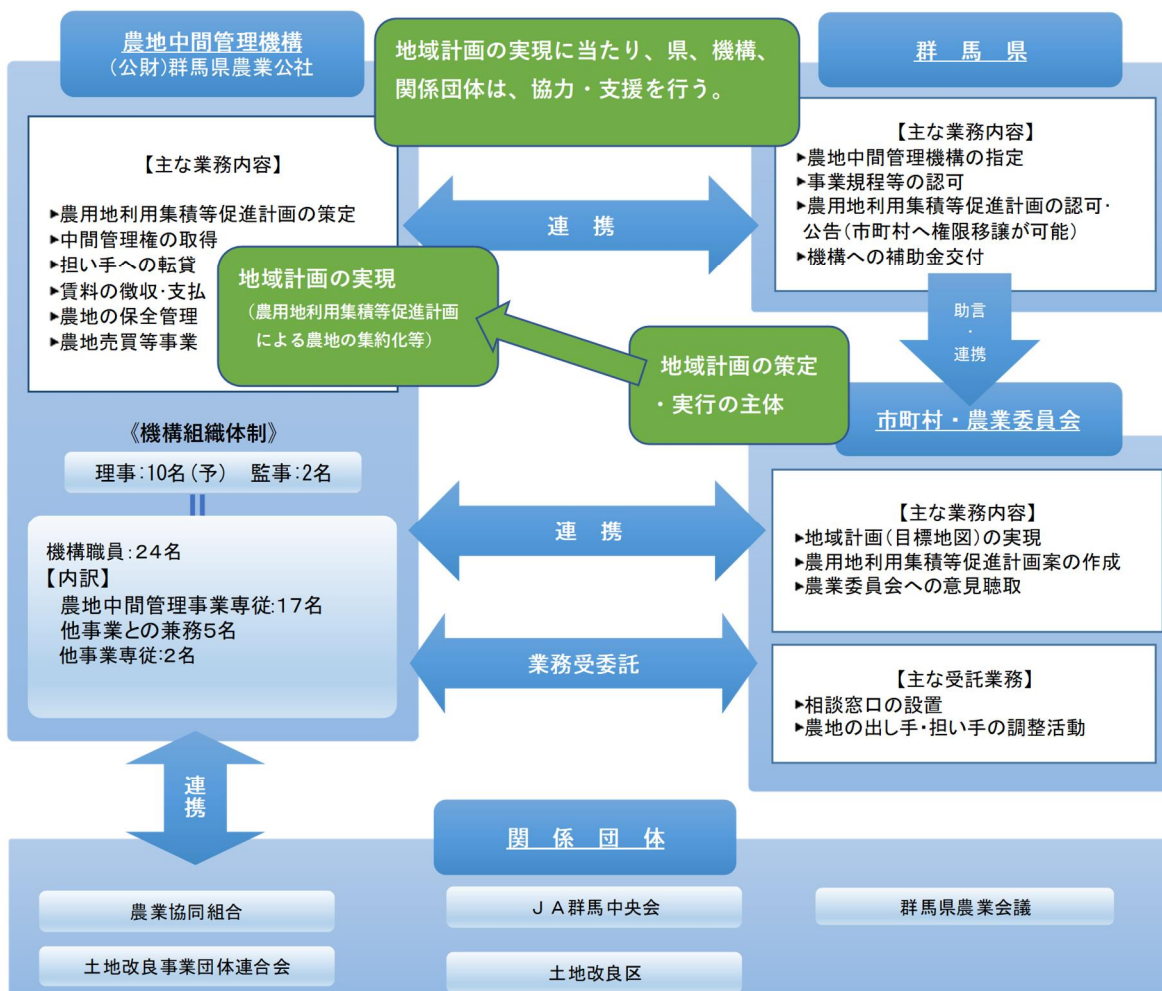 農地中間管理機構
(公財)群馬県農業公社
地域計画の実現に当たり、県、機構、
関係団体は、協力・支援を行う。
群　馬　県
【主な業務内容】
▸農用地利用集積等促進計画の策定
▸中間管理権の取得
▸担い手への転貸
▸賃料の徴収・支払
▸農地の保全管理
▸農地売買等事業
連　携
【主な業務内容】
▸農地中間管理機構の指定
▸事業規程等の認可
▸農用地利用集積等促進計画の認可・
公告(市町村へ権限移譲が可能)
▸機構への補助金交付
地域計画の実現
（農用地利用集積等促進計画
による農地の集約化等）
地域計画の策定
・実行の主体
助言
・
連携
市町村・農業委員会
《機構組織体制》
理事:10名(予)　監事:2名
機構職員:24名
【内訳】
農地中間管理事業専従:17名
他事業との兼務5名
他事業専従:2名
連　携
【主な業務内容】
▸地域計画(目標地図)の実現
▸農用地利用集積等促進計画案の作成
▸農業委員会への意見聴取
業務受委託
【主な受託業務】
▸相談窓口の設置
▸農地の出し手・担い手の調整活動
連携
関　係　団　体
農業協同組合
ＪＡ群馬中央会
群馬県農業会議
土地改良事業団体連合会
土地改良区